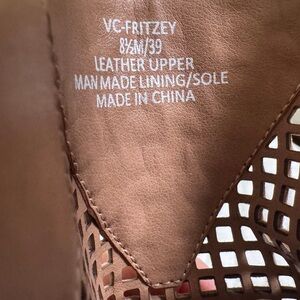 VC-FRITZEY
8½M/39
LEATHER UPPER
MAN MADE LINING/SOLE
MADE IN CHINA